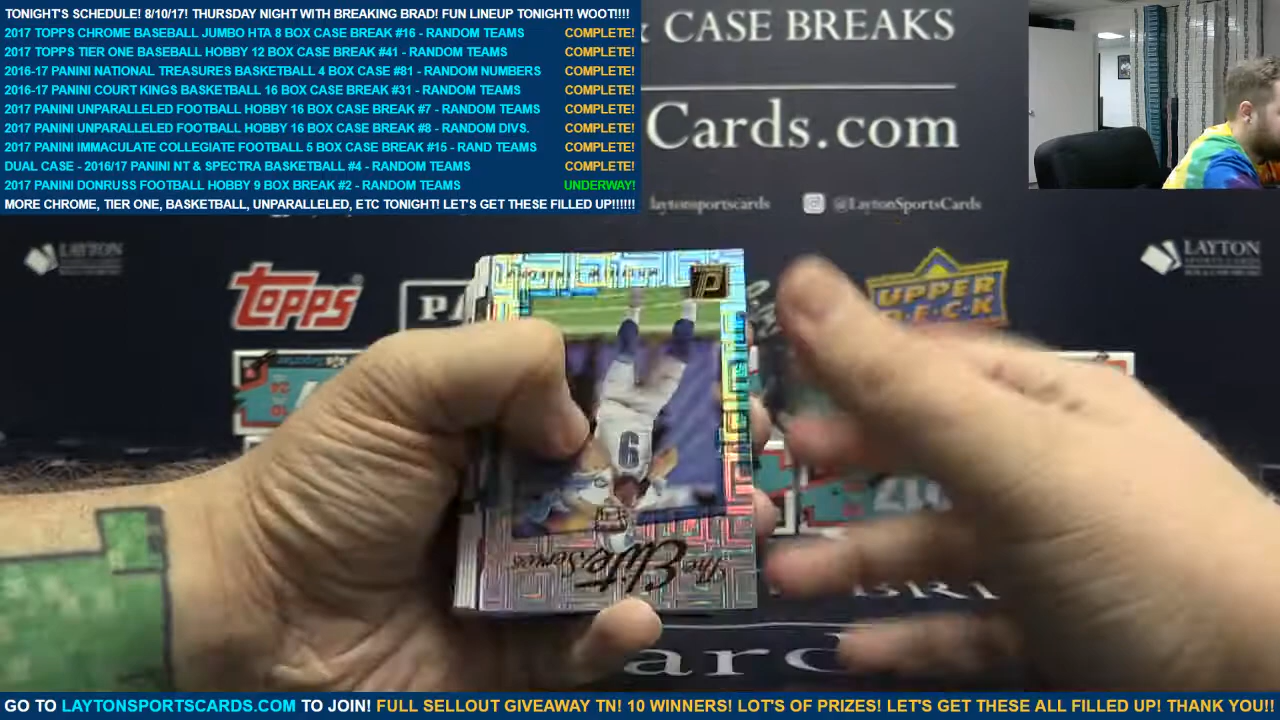 TONIGHT'S SCHEDULE! 8/10/17! THURSDAY NIGHT WITH BREAKING BRAD! FUN LINEUP TONIGHT! WOOT!!!!
2017 TOPPS CHROME BASEBALL JUMBO HTA 8 BOX CASE BREAK #16 - RANDOM TEAMS COMPLETE!
2017 TOPPS TIER ONE BASEBALL HOBBY 12 BOX CASE BREAK #41 - RANDOM TEAMS COMPLETE!
2016-17 PANINI NATIONAL TREASURES BASKETBALL 4 BOX CASE #81 - RANDOM NUMBERS COMPLETE!
2016-17 PANINI COURT KINGS BASKETBALL 16 BOX CASE BREAK #31 - RANDOM TEAMS COMPLETE!
2017 PANINI UNPARALLELED FOOTBALL HOBBY 16 BOX CASE BREAK #7 - RANDOM TEAMS COMPLETE!
2017 PANINI UNPARALLELED FOOTBALL HOBBY 16 BOX CASE BREAK #8 - RANDOM DIVS. COMPLETE!
2017 PANINI IMMACULATE COLLEGIATE FOOTBALL 5 BOX CASE BREAK #15 - RAND TEAMS COMPLETE!
DUAL CASE - 2016/17 PANINI NT & SPECTRA BASKETBALL #4 - RANDOM TEAMS COMPLETE!
2017 PANINI DONRUSS FOOTBALL HOBBY 9 BOX BREAK #2 - RANDOM TEAMS UNDERWAY!
MORE CHROME, TIER ONE, BASKETBALL, UNPARALLELED, ETC TONIGHT! LET'S GET THESE FILLED UP!!!!!!
& CASE BREAKS
Cards.com
laytonsportscards @LaytonSportsCards
LAYTON
LAYTON
topps
PA
UPPER DECK
P
9
The Elite Series
BRE
ard
GO TO LAYTONSPORTSCARDS.COM TO JOIN! FULL SELLOUT GIVEAWAY TN! 10 WINNERS! LOT'S OF PRIZES! LET'S GET THESE ALL FILLED UP! THANK YOU!!